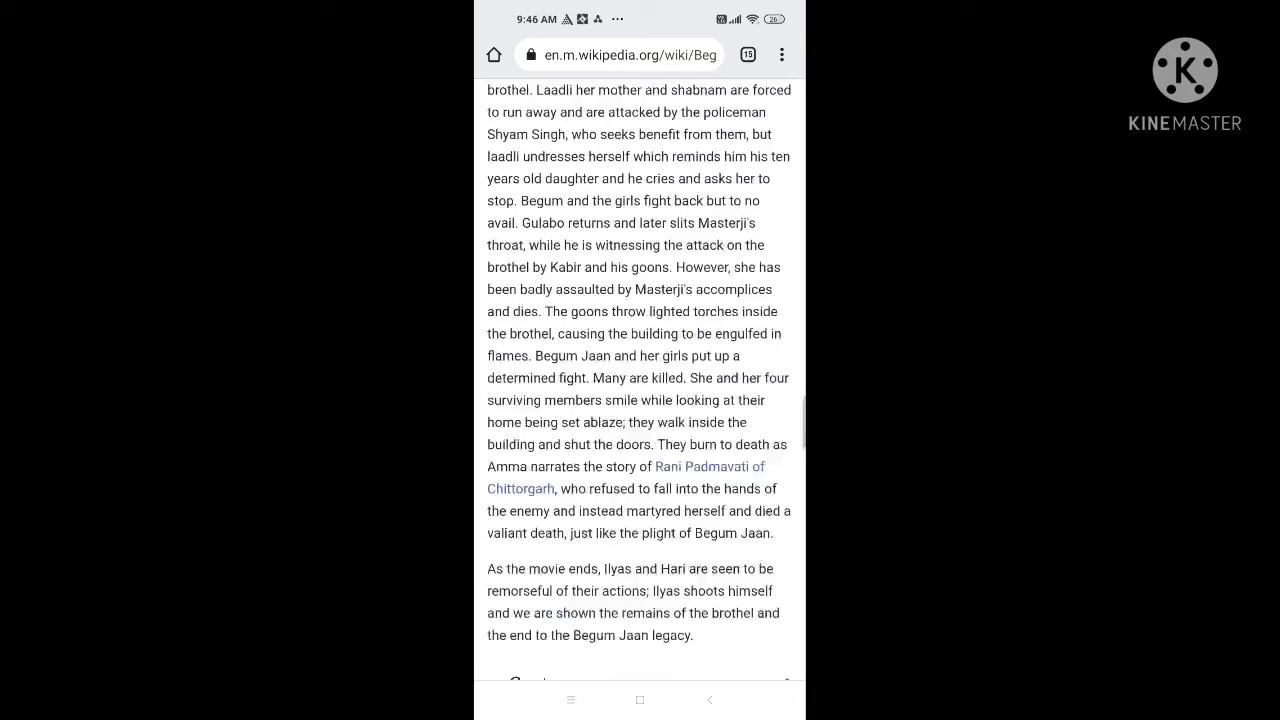 9:46 AM
26
en.m.wikipedia.org/wiki/Beg
15
brothel. Laadli her mother and shabnam are forced
to run away and are attacked by the policeman
Shyam Singh, who seeks benefit from them, but
laadli undresses herself which reminds him his ten
years old daughter and he cries and asks her to
stop. Begum and the girls fight back but to no
avail. Gulabo returns and later slits Masterji's
throat, while he is witnessing the attack on the
brothel by Kabir and his goons. However, she has
been badly assaulted by Masterji's accomplices
and dies. The goons throw lighted torches inside
the brothel, causing the building to be engulfed in
flames. Begum Jaan and her girls put up a
determined fight. Many are killed. She and her four
surviving members smile while looking at their
home being set ablaze; they walk inside the
building and shut the doors. They burn to death as
Amma narrates the story of Rani Padmavati of
Chittorgarh, who refused to fall into the hands of
the enemy and instead martyred herself and died a
valiant death, just like the plight of Begum Jaan.
As the movie ends, Ilyas and Hari are seen to be
remorseful of their actions; Ilyas shoots himself
and we are shown the remains of the brothel and
the end to the Begum Jaan legacy.
K
KINEMASTER